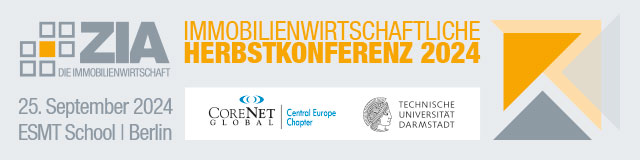 ZIA
DIE IMMOBILIENWIRTSCHAFT
IMMOBILIENWIRTSCHAFTLICHE
HERBSTKONFERENZ 2024
25. September 2024
ESMT School | Berlin
CORENET
GLOBAL
Central Europe
Chapter
TECHNISCHE
UNIVERSITÄT
DARMSTADT